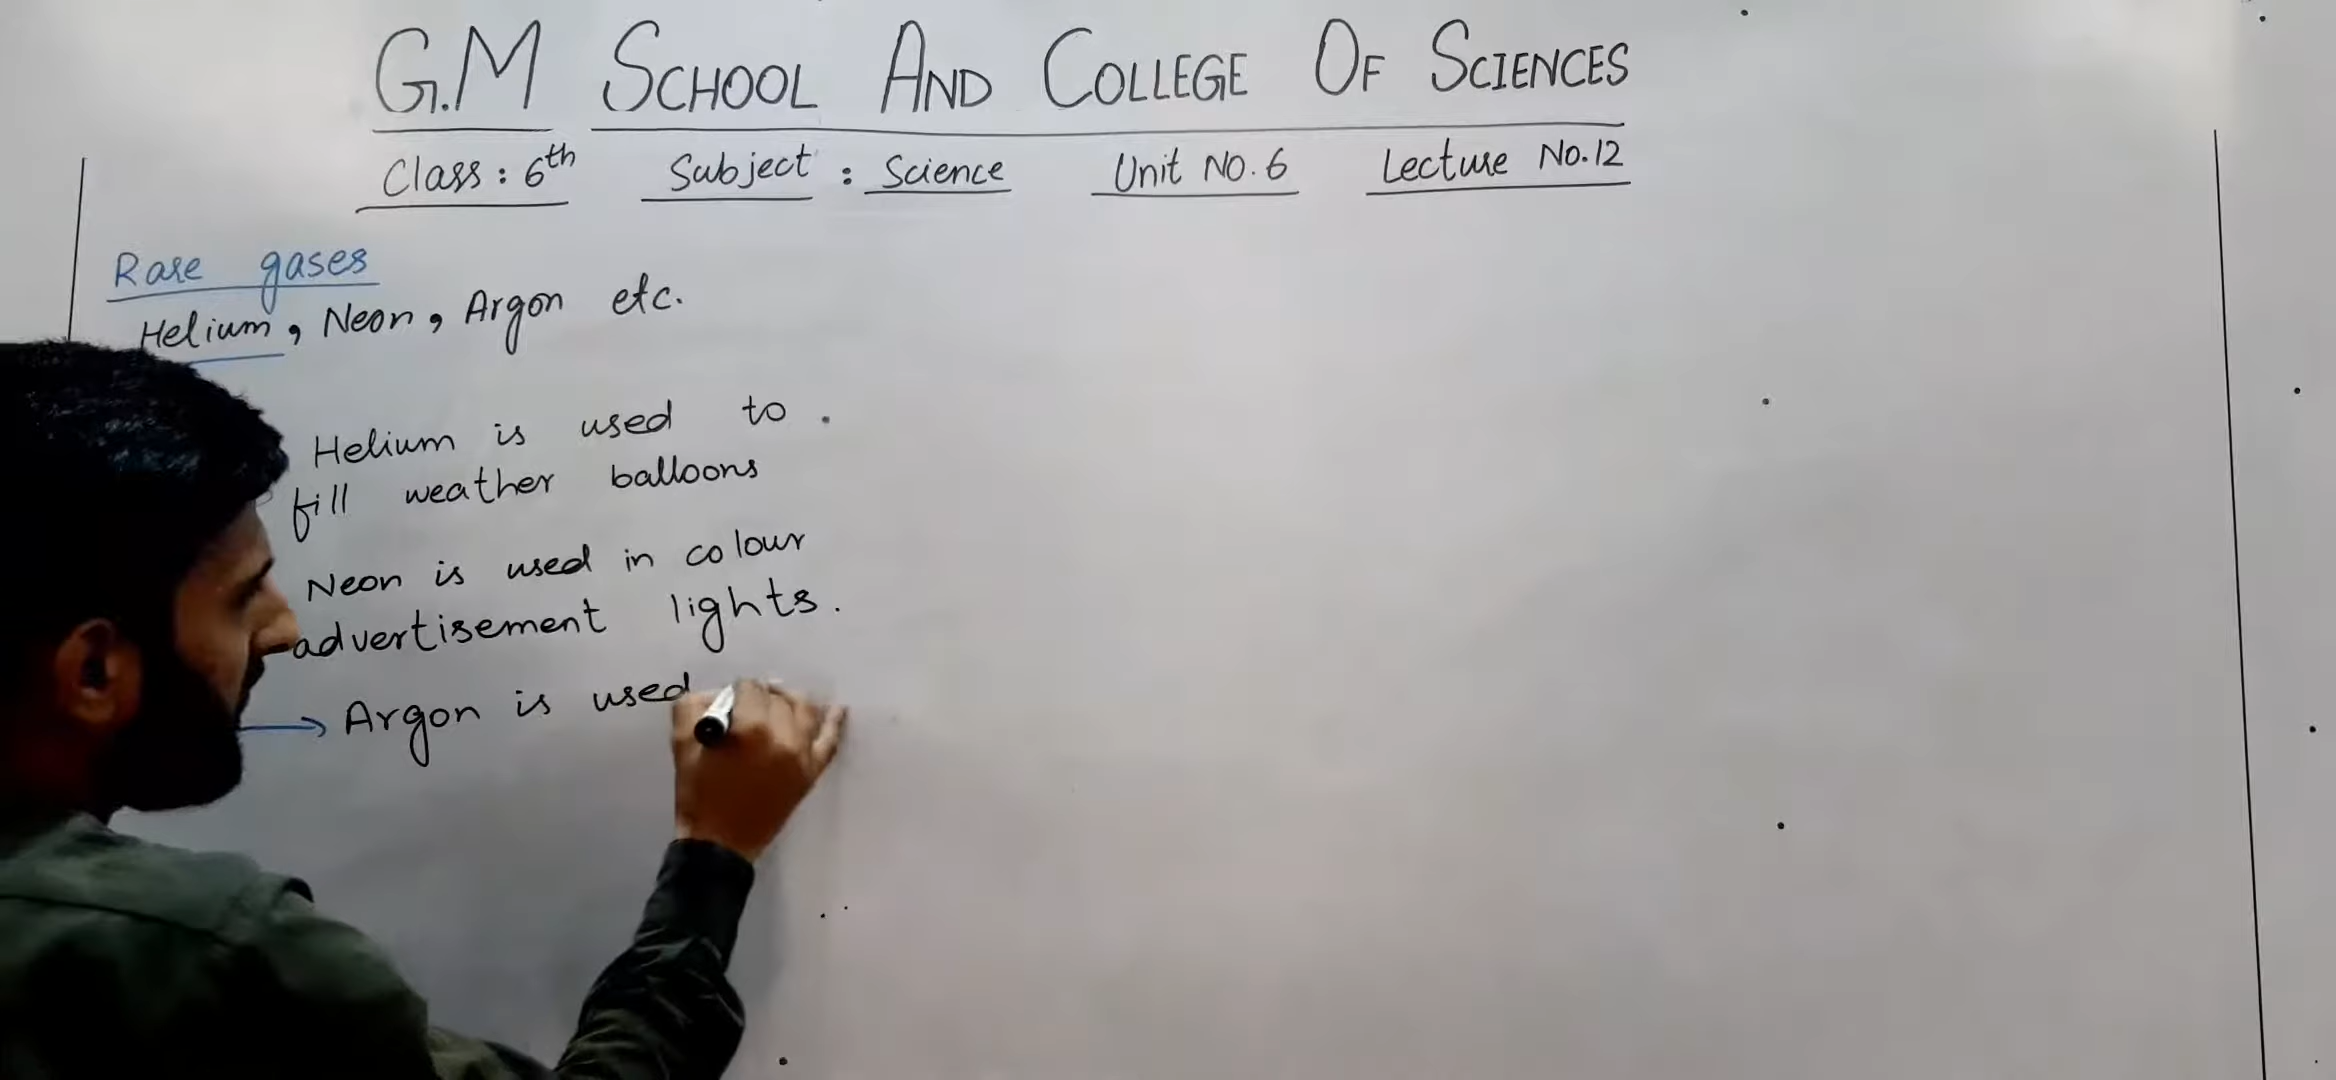 G.M SCHOOL AND COLLEGE OF SCIENCES
Class: 6th Subject: Science Unit No. 6 Lecture No. 12
Rare gases
Helium, Neon, Argon etc.
Helium is used to
fill weather balloons
Neon is used in colour
advertisement lights.
→ Argon is used